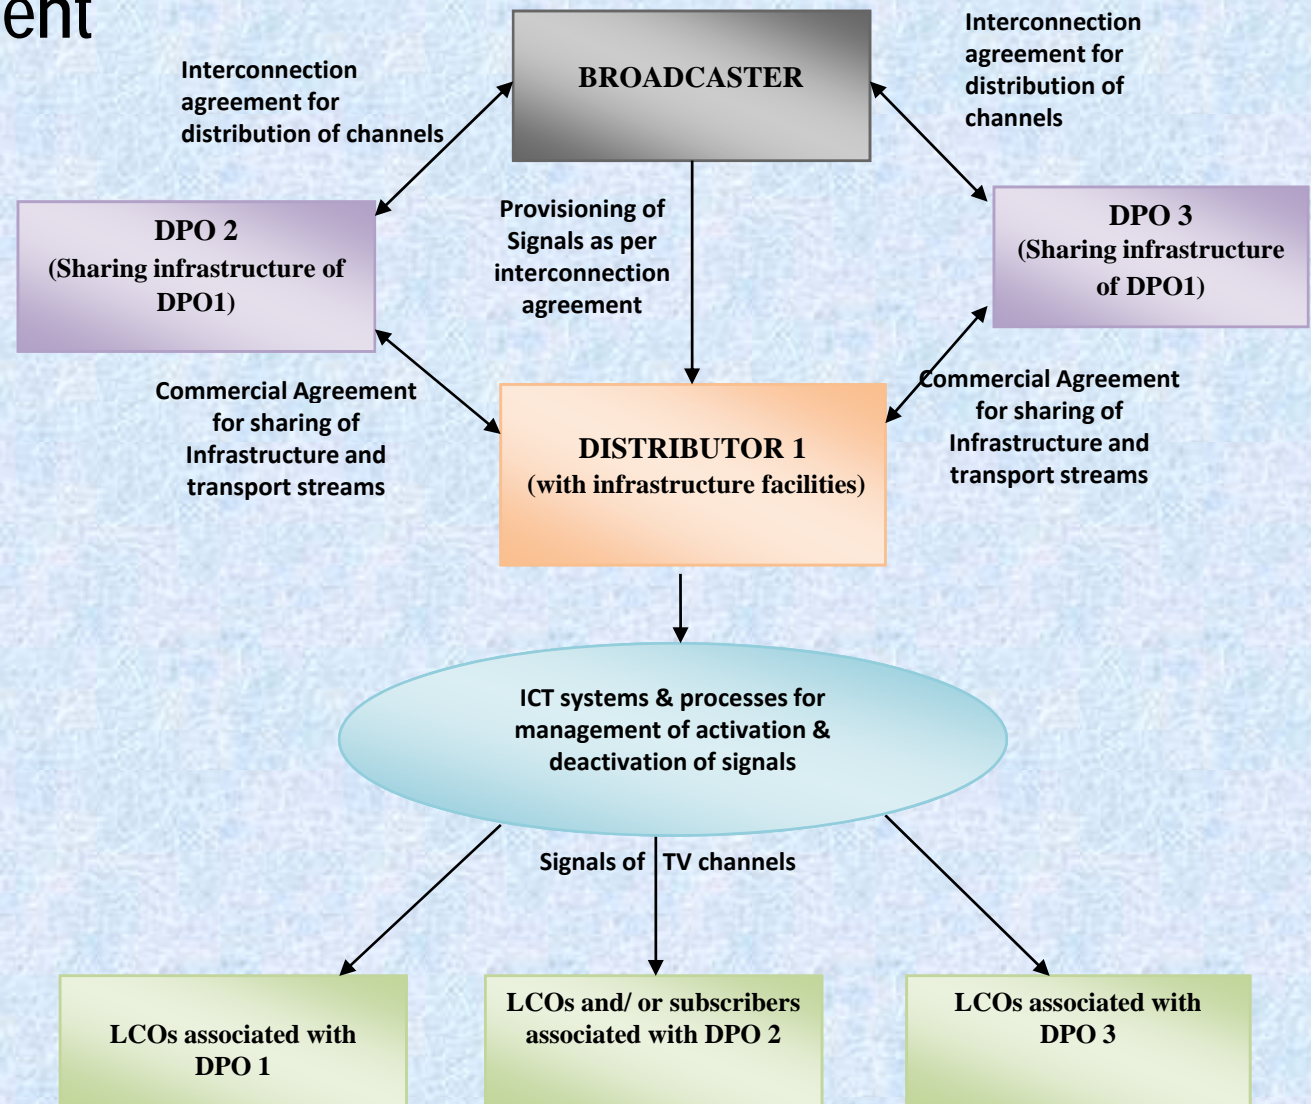 ent
Interconnection
agreement for
distribution of channels
BROADCASTER
Interconnection
agreement for
distribution of
channels
DPO 2
(Sharing infrastructure of
DPO1)
Provisioning of
Signals as per
interconnection
agreement
DPO 3
(Sharing infrastructure
of DPO1)
Commercial Agreement
for sharing of
Infrastructure and
transport streams
DISTRIBUTOR 1
(with infrastructure facilities)
Commercial Agreement
for sharing of
Infrastructure and
transport streams
ICT systems & processes for
management of activation &
deactivation of signals
Signals of TV channels
LCOs associated with
DPO 1
LCOs and/ or subscribers
associated with DPO 2
LCOs associated with
DPO 3